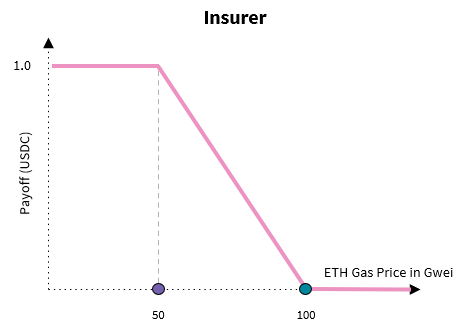 Insurer
1.0
Payoff (USDC)
ETH Gas Price in Gwei
50
100